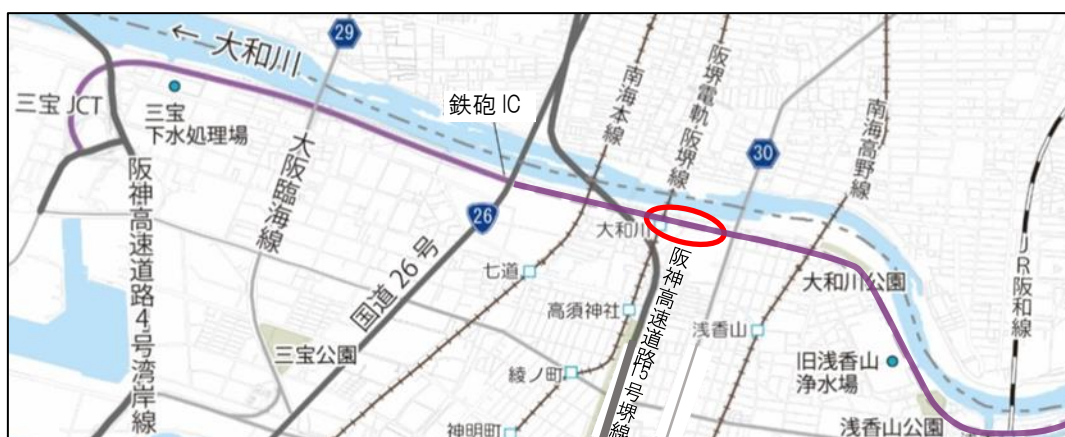 29
← 大和川
三宝 JCT
三宝
下水処理場
鉄砲 IC
南海本線
阪堺電軌・阪堺線
南海高野線
30
大阪臨海線
阪神高速道路4号湾岸線
26
国道 26 号
大和川
七道
高須神社
阪神高速道路15号堺線
大和川公園
JR阪和線
浅香山
三宝公園
綾ノ町
旧浅香山
浄水場
神明町
浅香山公園